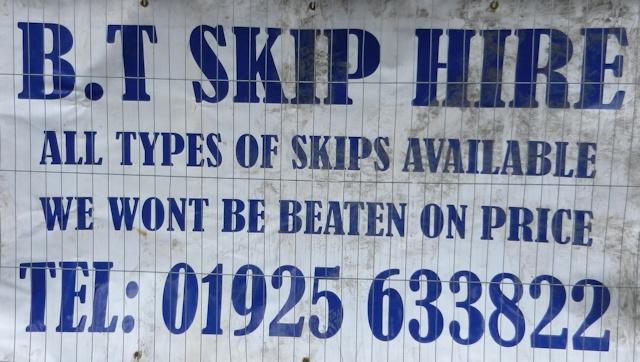 B.T SKIP HIRE
ALL TYPES OF SKIPS AVAILABLE
WE WONT BE BEATEN ON PRICE
TEL: 01925 633822